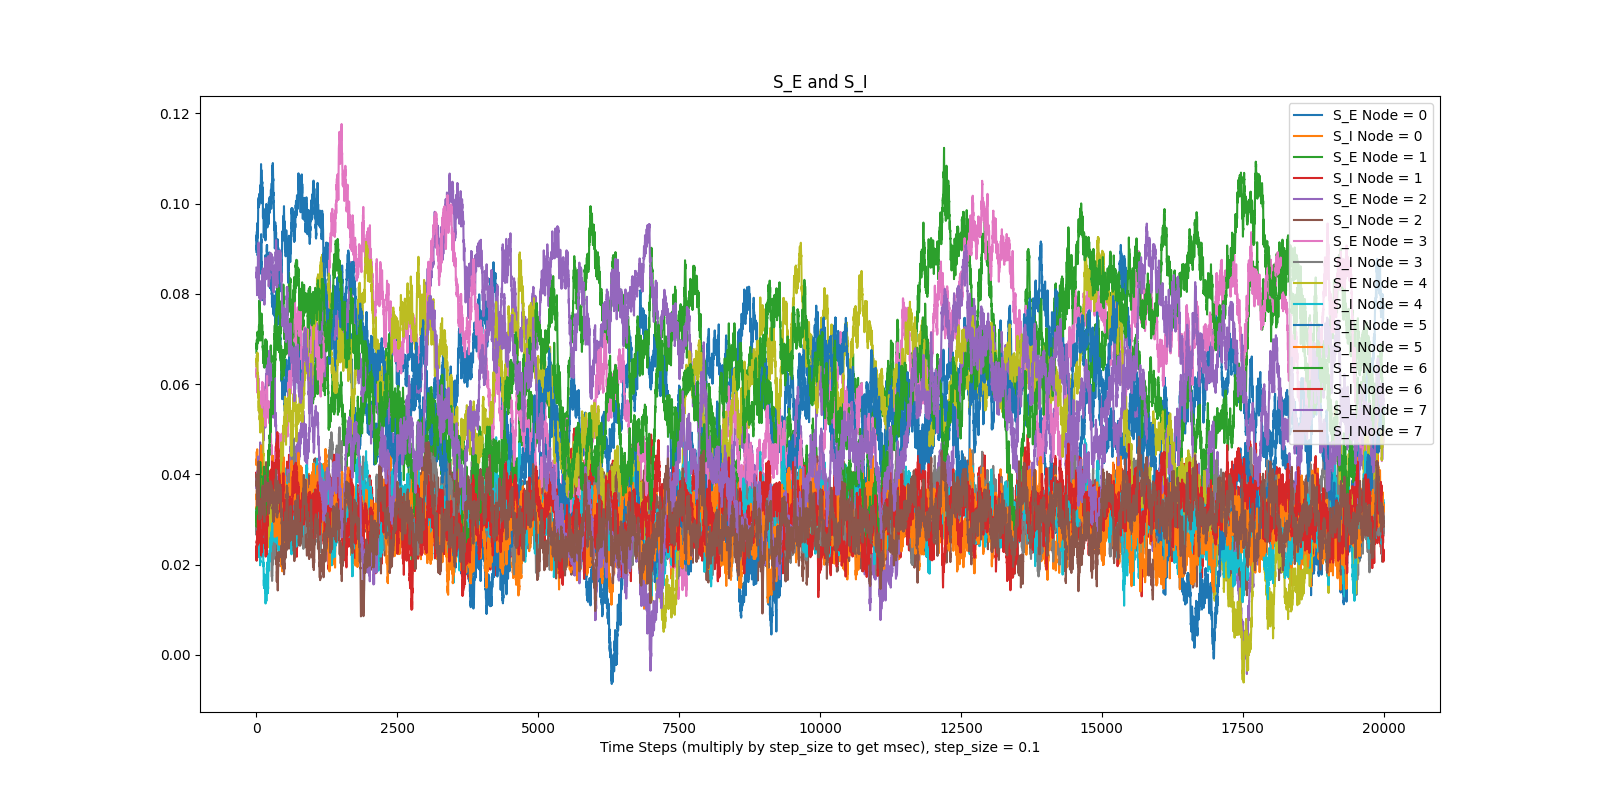 S_E and S_I
0.12
0.10
0.08
0.06
0.04
0.02
0.00
S_E Node = 0
S_I Node = 0
S_E Node = 1
S_I Node = 1
S_E Node = 2
S_I Node = 2
S_E Node = 3
S_I Node = 3
S_E Node = 4
S_I Node = 4
S_E Node = 5
S_I Node = 5
S_E Node = 6
S_I Node = 6
S_E Node = 7
S_I Node = 7
0 2500 5000 7500 10000 12500 15000 17500 20000
Time Steps (multiply by step_size to get msec), step_size = 0.1